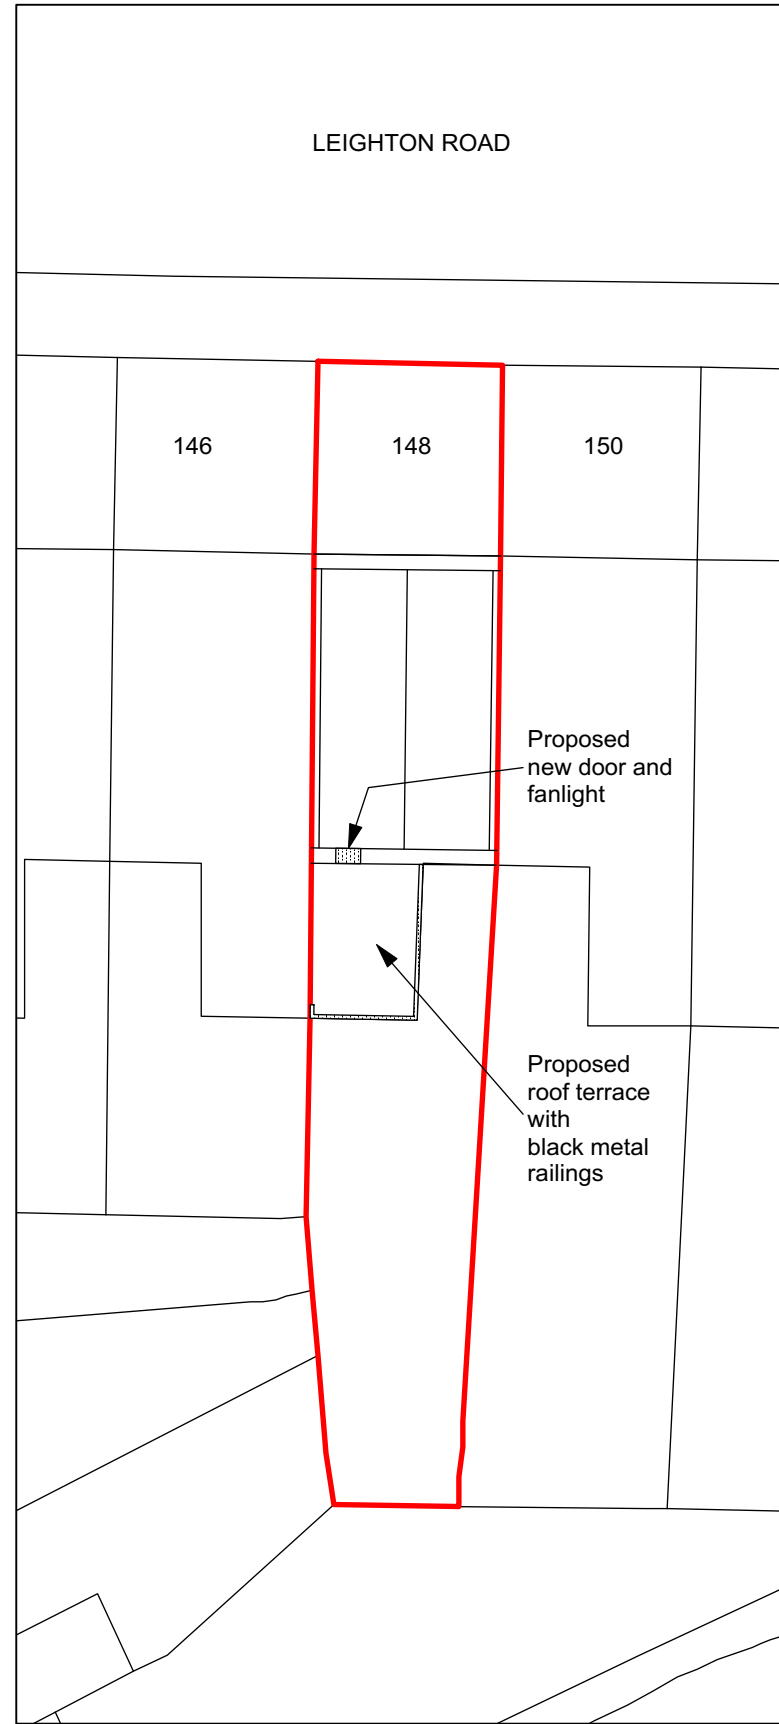 LEIGHTON ROAD
146
148
150
Proposed
new door and
fanlight
Proposed
roof terrace
with
black metal
railings